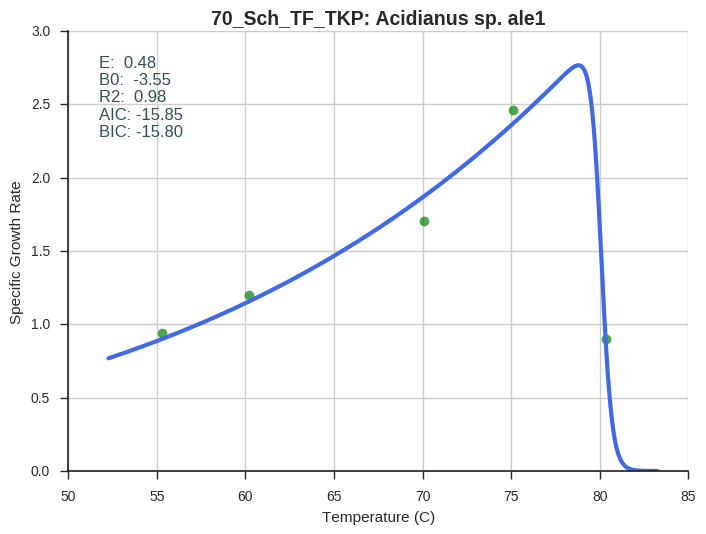 70_Sch_TF_TKP: Acidianus sp. ale1
E: 0.48
B0: -3.55
R2: 0.98
AIC: -15.85
BIC: -15.80
Specific Growth Rate
3.0
2.5
2.0
1.5
1.0
0.5
0.0
50 55 60 65 70 75 80 85
Temperature (C)